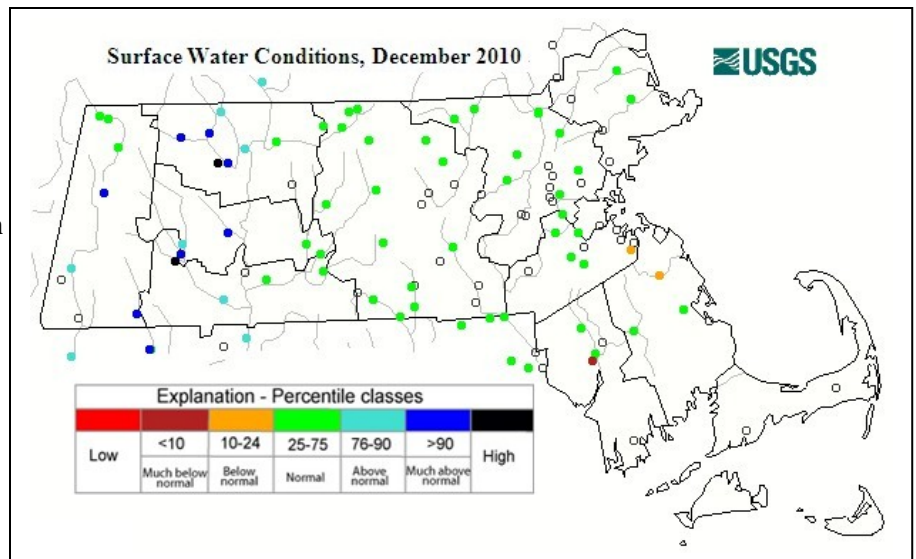 Surface Water Conditions, December 2010
USGS
Explanation - Percentile classes
Low <10 10-24 25-75 76-90 >90 High
Much below normal Below normal Normal Above normal Much above normal